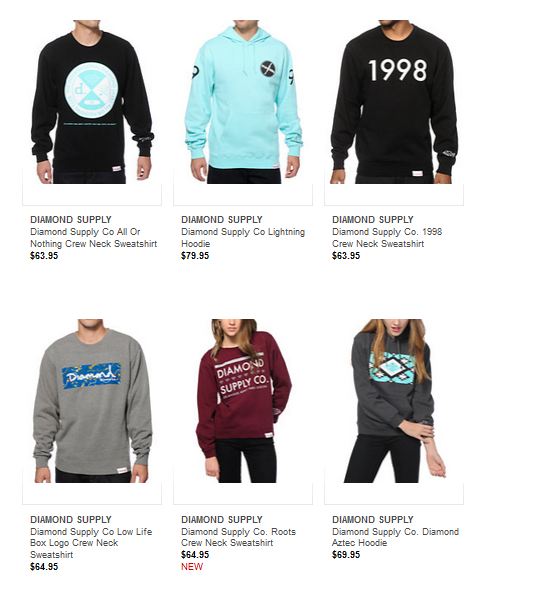 1998
DIAMOND SUPPLY
Diamond Supply Co All Or
Nothing Crew Neck Sweatshirt
$63.95
DIAMOND SUPPLY
Diamond Supply Co Lightning
Hoodie
$79.95
DIAMOND SUPPLY
Diamond Supply Co. 1998
Crew Neck Sweatshirt
$63.95
Diamond
DIAMOND
SUPPLY CO.
DIAMOND SUPPLY
Diamond Supply Co Low Life
Box Logo Crew Neck
Sweatshirt
$64.95
DIAMOND SUPPLY
Diamond Supply Co. Roots
Crew Neck Sweatshirt
$64.95
NEW
DIAMOND SUPPLY
Diamond Supply Co. Diamond
Aztec Hoodie
$69.95